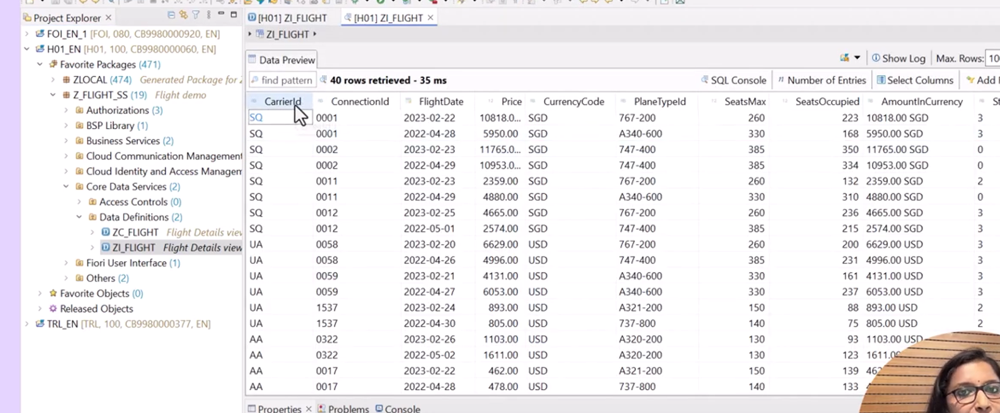 Project Explorer
FOI_EN_1 [FOI, 080, CB9980000920, EN]
H01_EN [H01, 100, CB9980000060, EN]
Favorite Packages (471)
ZLOCAL (474) Generated Package for
Z_FLIGHT_SS (19) Flight demo
Authorizations (3)
BSP Library (1)
Business Services (2)
Cloud Communication Management
Cloud Identity and Access Managem
Core Data Services (2)
Access Controls (0)
Data Definitions (2)
ZC_FLIGHT Flight Details view
ZI_FLIGHT Flight Details view
Fiori User Interface (1)
Others (2)
Favorite Objects (0)
Released Objects
TRL_EN [TRL, 100, CB9980000377, EN]
[H01] ZI_FLIGHT [H01] ZI_FLIGHT
ZI_FLIGHT
Data Preview Show Log Max. Rows: 10
find pattern 40 rows retrieved - 35 ms SQL Console Number of Entries Select Columns Add
CarrierId ConnectionId FlightDate Price CurrencyCode PlaneTypeId SeatsMax SeatsOccupied AmountInCurrency St
SQ 0001 2023-02-22 10818.0... SGD 767-200 260 223 10818.00 SGD 3
SQ 0001 2022-04-28 5950.00 SGD A340-600 330 168 5950.00 SGD 3
SQ 0002 2023-02-23 11765.0... SGD 747-400 385 350 11765.00 SGD 0
SQ 0002 2022-04-29 10953.0... SGD 747-400 385 334 10953.00 SGD 0
SQ 0011 2023-02-23 2359.00 SGD 767-200 260 132 2359.00 SGD 2
SQ 0011 2022-04-29 4880.00 SGD A340-600 330 310 4880.00 SGD 0
SQ 0012 2023-02-25 4665.00 SGD 767-200 260 236 4665.00 SGD 3
SQ 0012 2022-05-01 2574.00 SGD 747-400 385 215 2574.00 SGD 3
UA 0058 2023-02-20 6629.00 USD 767-200 260 200 6629.00 USD 3
UA 0058 2022-04-26 4996.00 USD 747-400 385 231 4996.00 USD 3
UA 0059 2023-02-21 4131.00 USD A340-600 330 161 4131.00 USD 3
UA 0059 2022-04-27 6053.00 USD A340-600 330 237 6053.00 USD 3
UA 1537 2023-02-24 893.00 USD A321-200 150 88 893.00 USD 2
UA 1537 2022-04-30 805.00 USD 737-800 140 75 805.00 USD 2
AA 0322 2023-02-26 1103.00 USD A320-200 130 93 1103.00 USD
AA 0322 2022-05-02 1611.00 USD A320-200 130 123 1611.0
AA 0017 2023-02-22 462.00 USD A321-200 150 139 46
AA 0017 2022-04-28 478.00 USD 737-800 140 133
Properties Problems Console